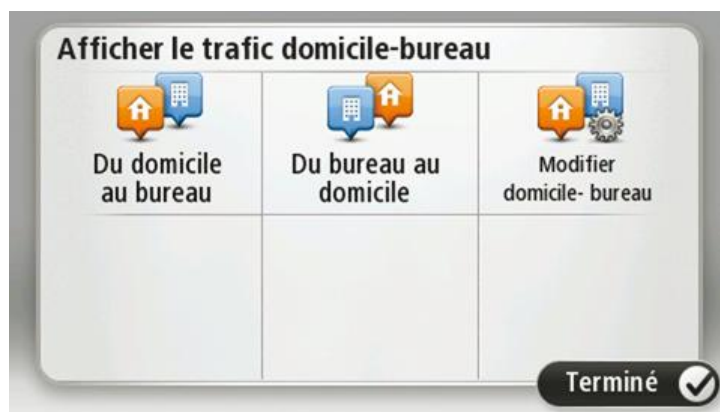 Afficher le trafic domicile-bureau
Du domicile
au bureau
Du bureau au
domicile
Modifier
domicile- bureau
Terminé